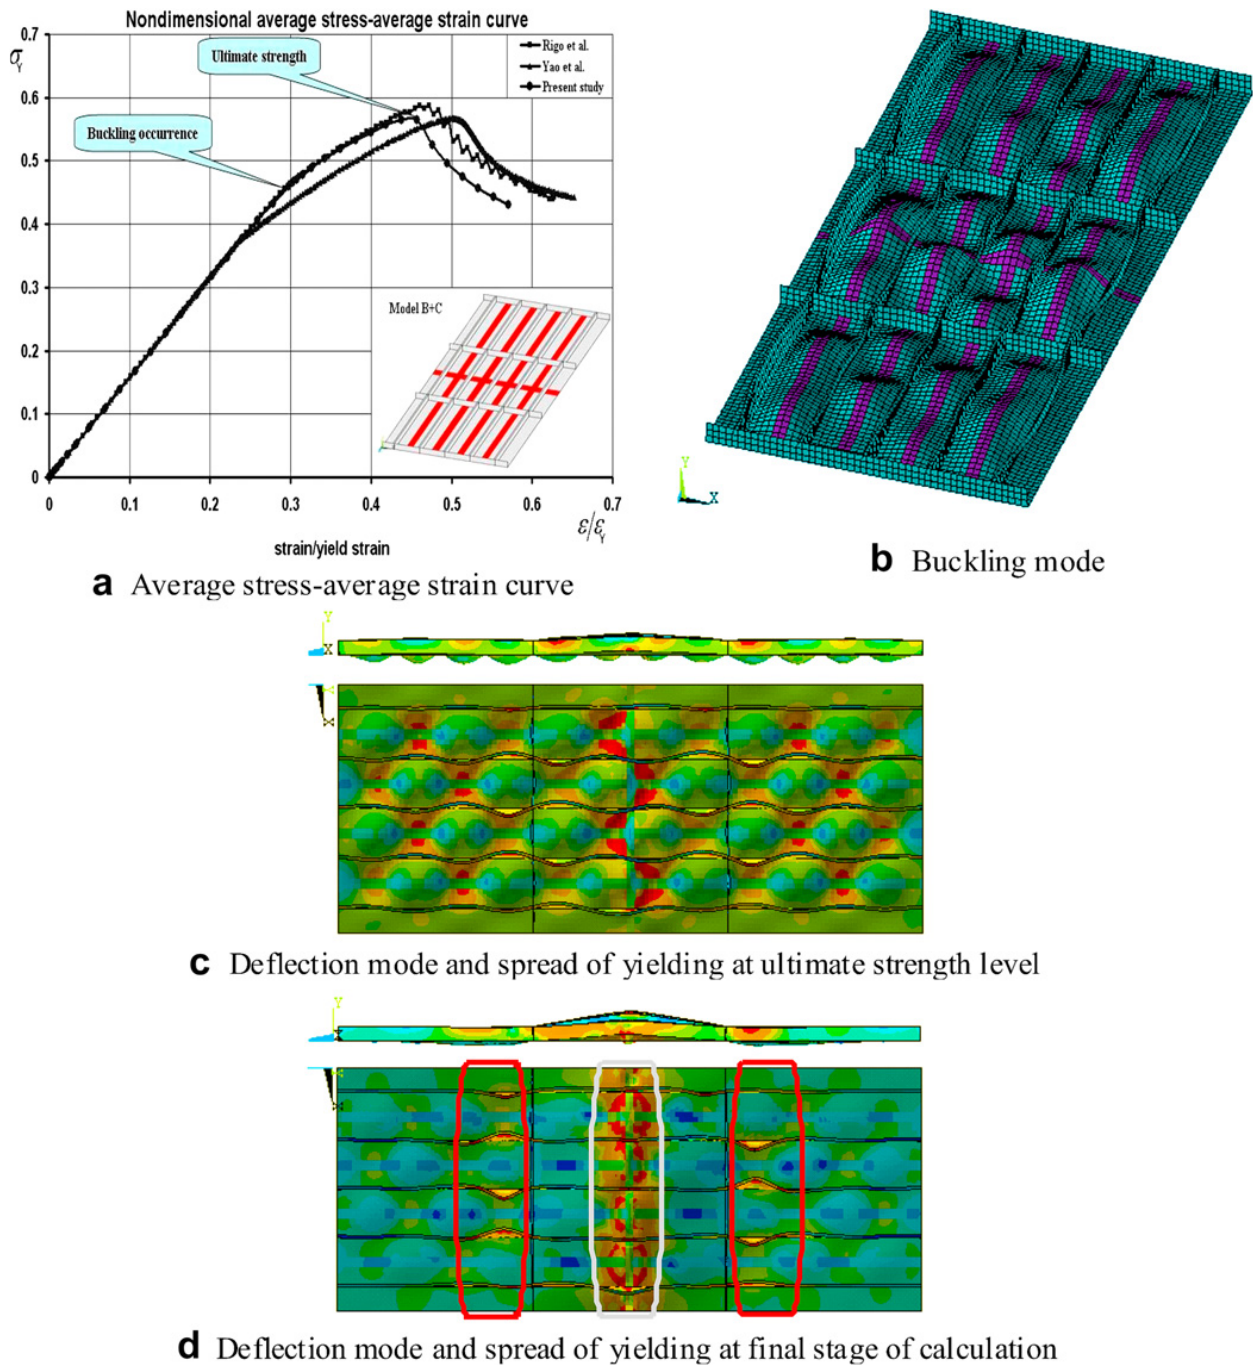 Nondimensional average stress-average strain curve
σY
0.7
0.6
0.5
0.4
0.3
0.2
0.1
0
Ultimate strength
Buckling occurrence
Rigo et al.
Yao et al.
Present study
Model B+C
0 0.1 0.2 0.3 0.4 0.5 0.6 0.7
ε/εY
strain/yield strain
a Average stress-average strain curve
Y
X
b Buckling mode
Y
X
c Deflection mode and spread of yielding at ultimate strength level
Y
X
d Deflection mode and spread of yielding at final stage of calculation